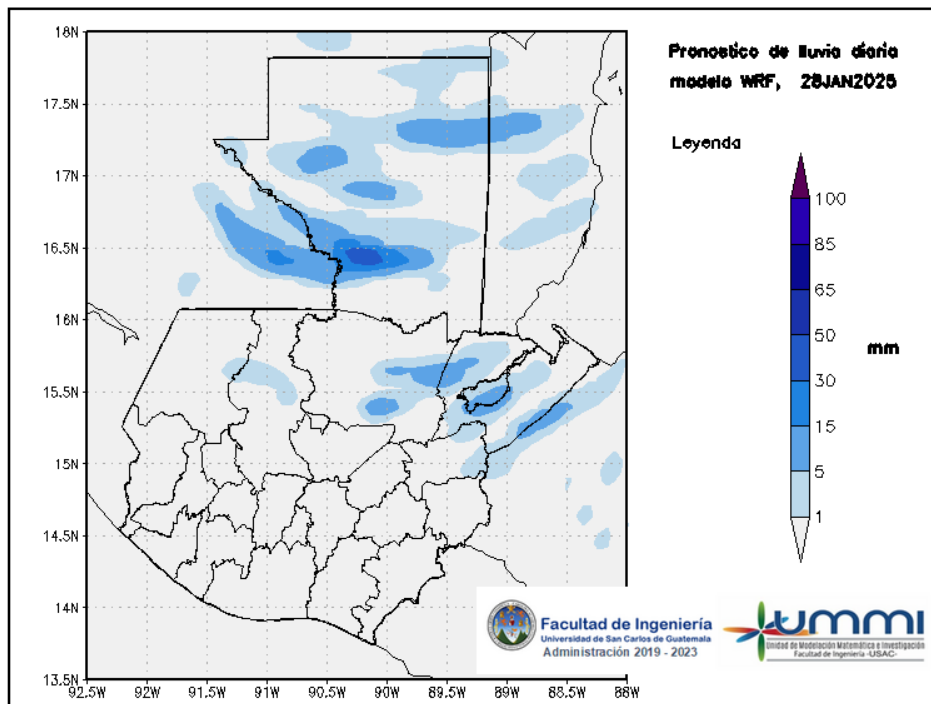 18N
17.5N
17N
16.5N
16N
15.5N
15N
14.5N
14N
13.5N
92.5W 92W 91.5W 91W 90.5W 90W 89.5W 89W 88.5W 88W
Pronostico de lluvia diaria
modelo WRF, 28JAN2025
Leyenda
100
85
65
50
30
15
5
1
mm
Facultad de Ingeniería
Universidad de San Carlos de Guatemala
Administración 2019 - 2023
ummi
Unidad de Modelación Matemática e Investigación
Facultad de Ingeniería -USAC-